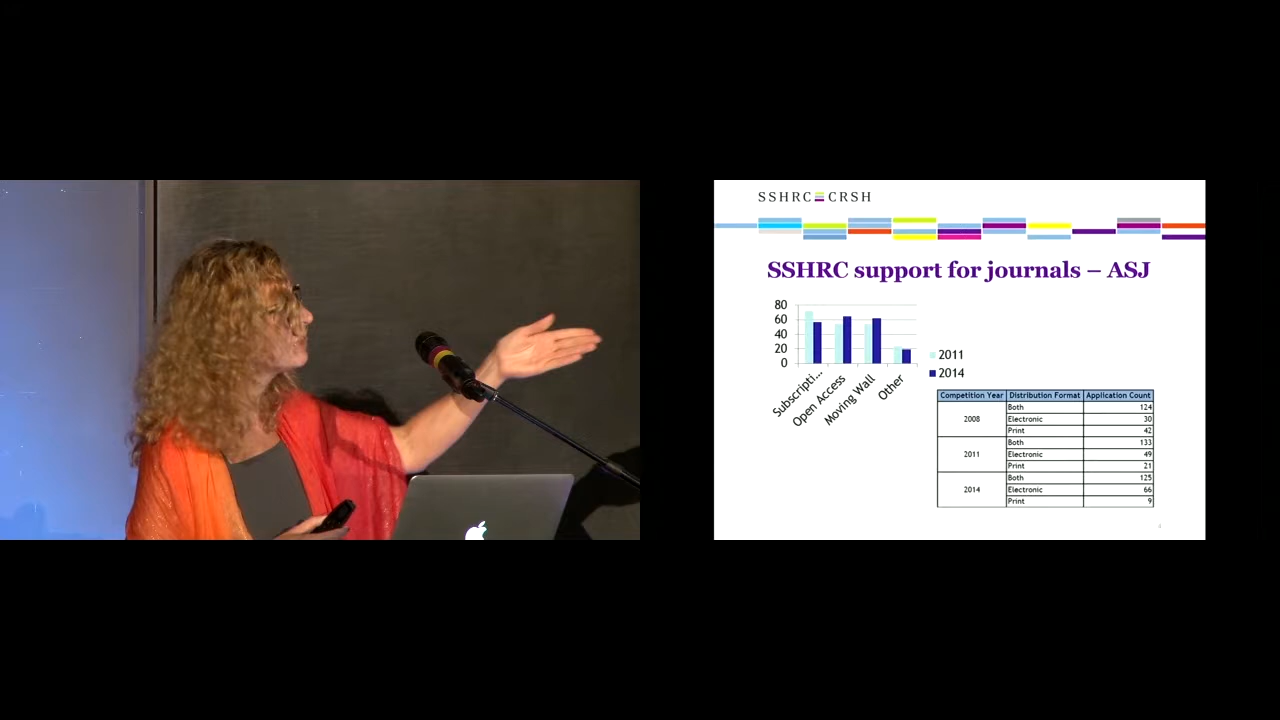 SSHRC CRSH
SSHRC support for journals – ASJ
80
60
40
20
0
Subscripti...
Open Access
Moving Wall
Other
2011
2014
Competition Year Distribution Format Application Count
2008
Both 124
Electronic 30
Print 42
2011
Both 133
Electronic 49
Print 21
2014
Both 125
Electronic 66
Print 9